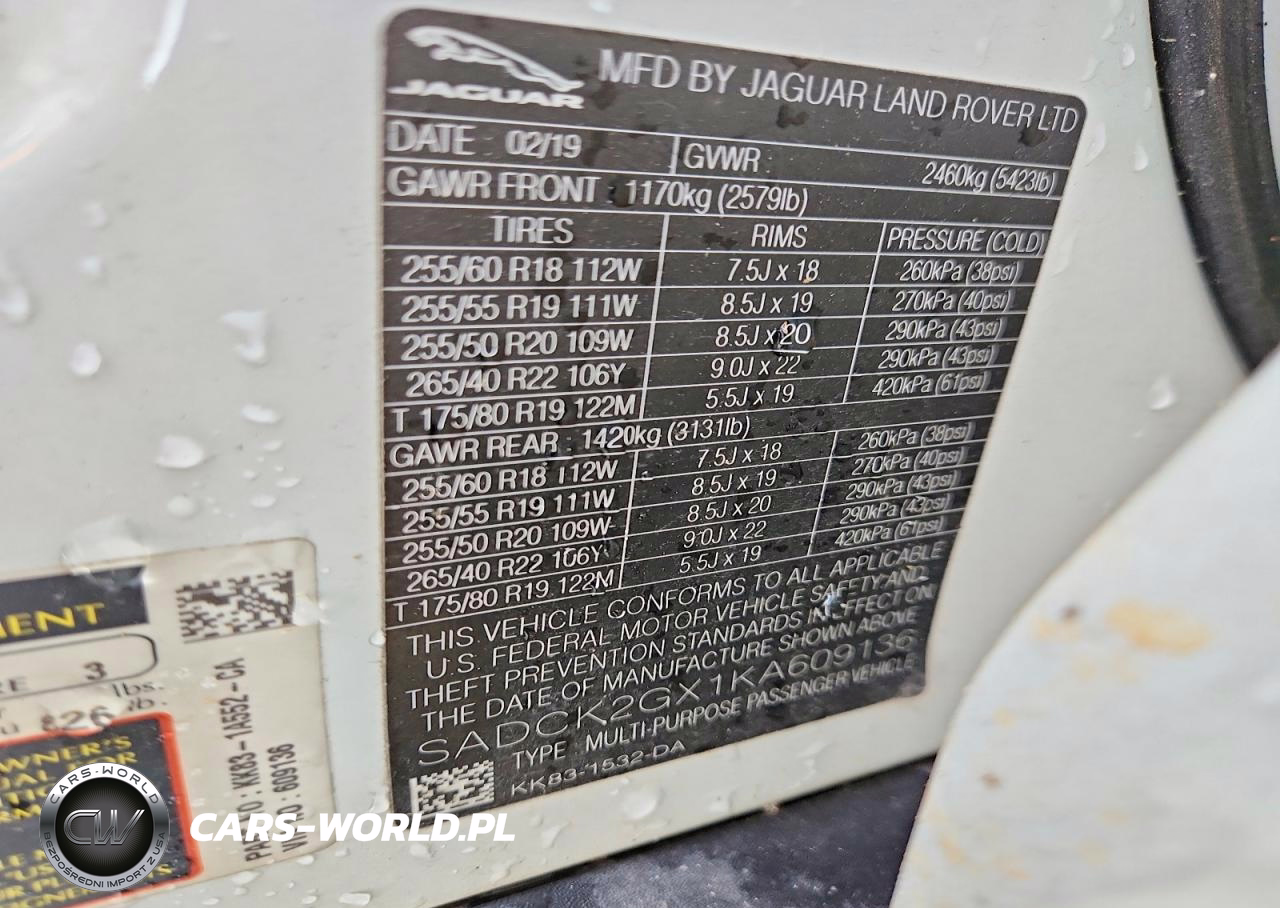 JAGUAR
MFD BY JAGUAR LAND ROVER LTD
DATE : 02/19 GVWR : 2460kg (5423lb)
GAWR FRONT : 1170kg (2579lb)
TIRES RIMS PRESSURE (COLD)
255/60 R18 112W 7.5J x 18 260kPa (38psi)
255/55 R19 111W 8.5J x 19 270kPa (40psi)
255/50 R20 109W 8.5J x 20 290kPa (43psi)
265/40 R22 106Y 9.0J x 22 290kPa (43psi)
T 175/80 R19 122M 5.5J x 19 420kPa (61psi)
GAWR REAR : 1420kg (3131lb)
255/60 R18 112W 7.5J x 18 260kPa (38psi)
255/55 R19 111W 8.5J x 19 270kPa (40psi)
255/50 R20 109W 8.5J x 20 290kPa (43psi)
265/40 R22 106Y 9.0J x 22 290kPa (43psi)
T 175/80 R19 122M 5.5J x 19 420kPa (61psi)
THIS VEHICLE CONFORMS TO ALL APPLICABLE
U.S. FEDERAL MOTOR VEHICLE SAFETY AND
THEFT PREVENTION STANDARDS IN EFFECT ON
THE DATE OF MANUFACTURE SHOWN ABOVE
SADCK2GX1KA609136
TYPE : MULTI-PURPOSE PASSENGER VEHICLE
KK83-1532-DA
3
lbs.
826 lb.
KK83-1A552-CA
609136
CARS-WORLD
CW
BEZPOŚREDNI IMPORT Z USA
CARS-WORLD.PL